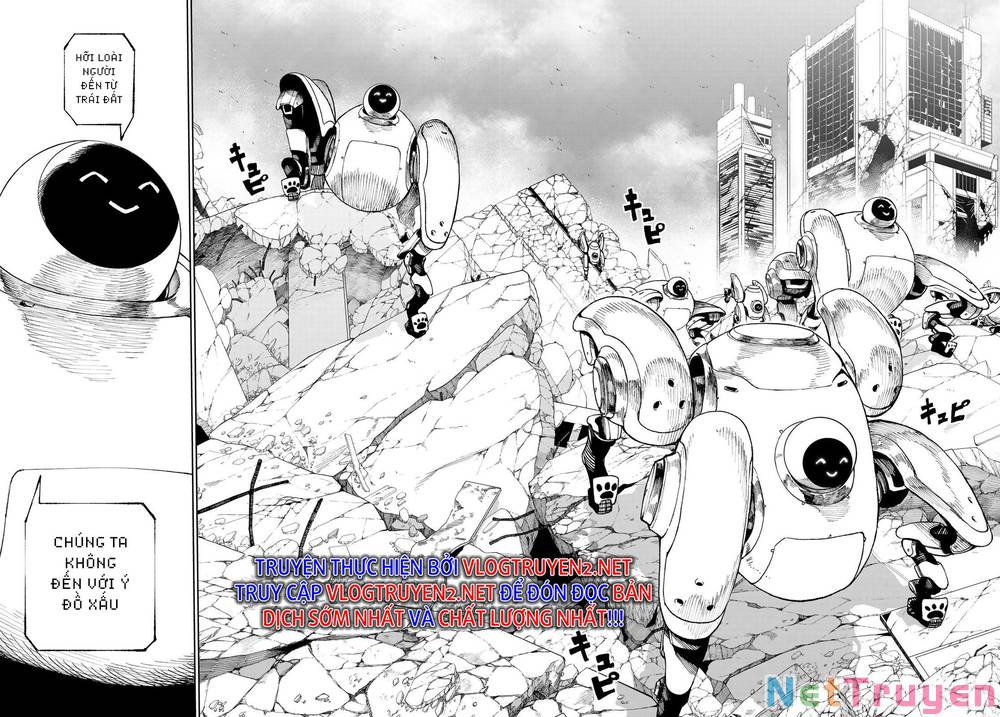 HỠI LOÀI
NGƯỜI
ĐẾN TỪ
TRÁI ĐẤT
CHÚNG TA
KHÔNG
ĐẾN VỚI Ý
ĐỒ XẤU
キュピ
キュピ
キュピ
キュピ
TRUYỆN THỰC HIỆN BỞI VLOGTRUYEN2.NET
TRUY CẬP VLOGTRUYEN2.NET ĐỂ ĐÓN ĐỌC BẢN
DỊCH SỚM NHẤT VÀ CHẤT LƯỢNG NHẤT!!!
NetTruyen